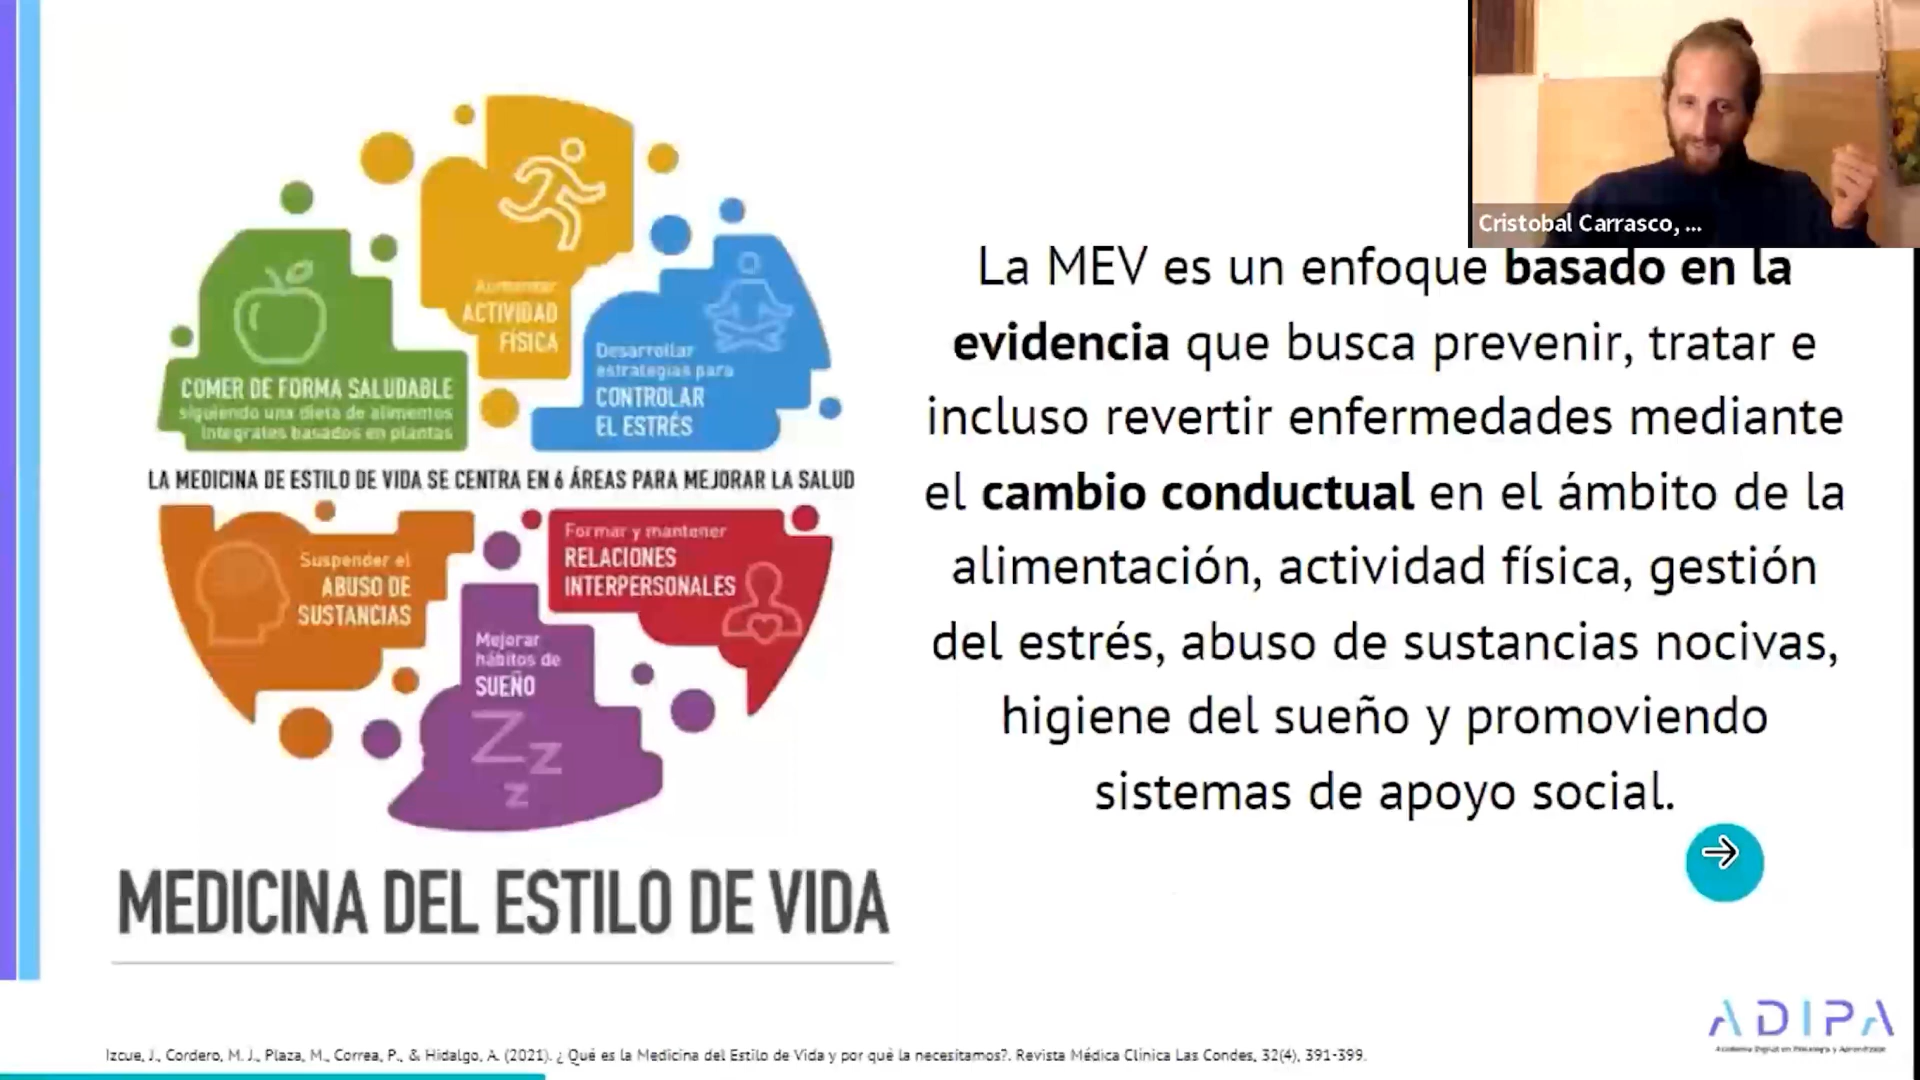 Cristobal Carrasco, ...
Aumentar
ACTIVIDAD
FÍSICA
COMER DE FORMA SALUDABLE
siguiendo una dieta de alimentos
integrales basados en plantas
Desarrollar
estrategias para
CONTROLAR
EL ESTRÉS
LA MEDICINA DE ESTILO DE VIDA SE CENTRA EN 6 ÁREAS PARA MEJORAR LA SALUD
Suspender el
ABUSO DE
SUSTANCIAS
Formar y mantener
RELACIONES
INTERPERSONALES
Mejorar
hábitos de
SUEÑO
Z z z
MEDICINA DEL ESTILO DE VIDA
La MEV es un enfoque basado en la
evidencia que busca prevenir, tratar e
incluso revertir enfermedades mediante
el cambio conductual en el ámbito de la
alimentación, actividad física, gestión
del estrés, abuso de sustancias nocivas,
higiene del sueño y promoviendo
sistemas de apoyo social.
ADIPA
Academia Digital en Psicología y Aprendizaje
Izcue, J., Cordero, M. J., Plaza, M., Correa, P., & Hidalgo, A. (2021). ¿ Qué es la Medicina del Estilo de Vida y por qué la necesitamos?. Revista Médica Clínica Las Condes, 32(4), 391-399.